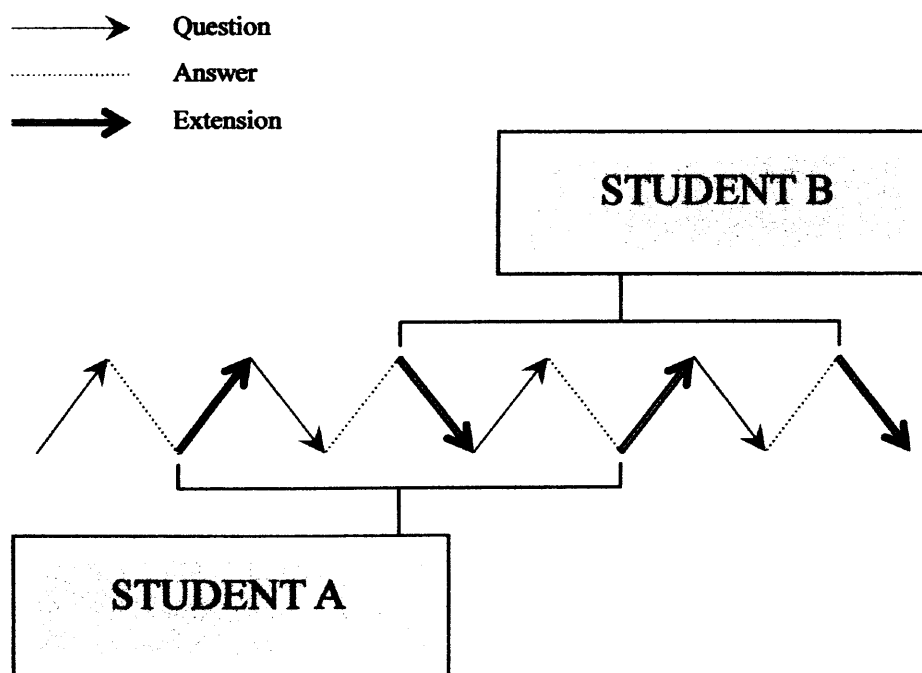 Question
Answer
Extension
STUDENT B
STUDENT A